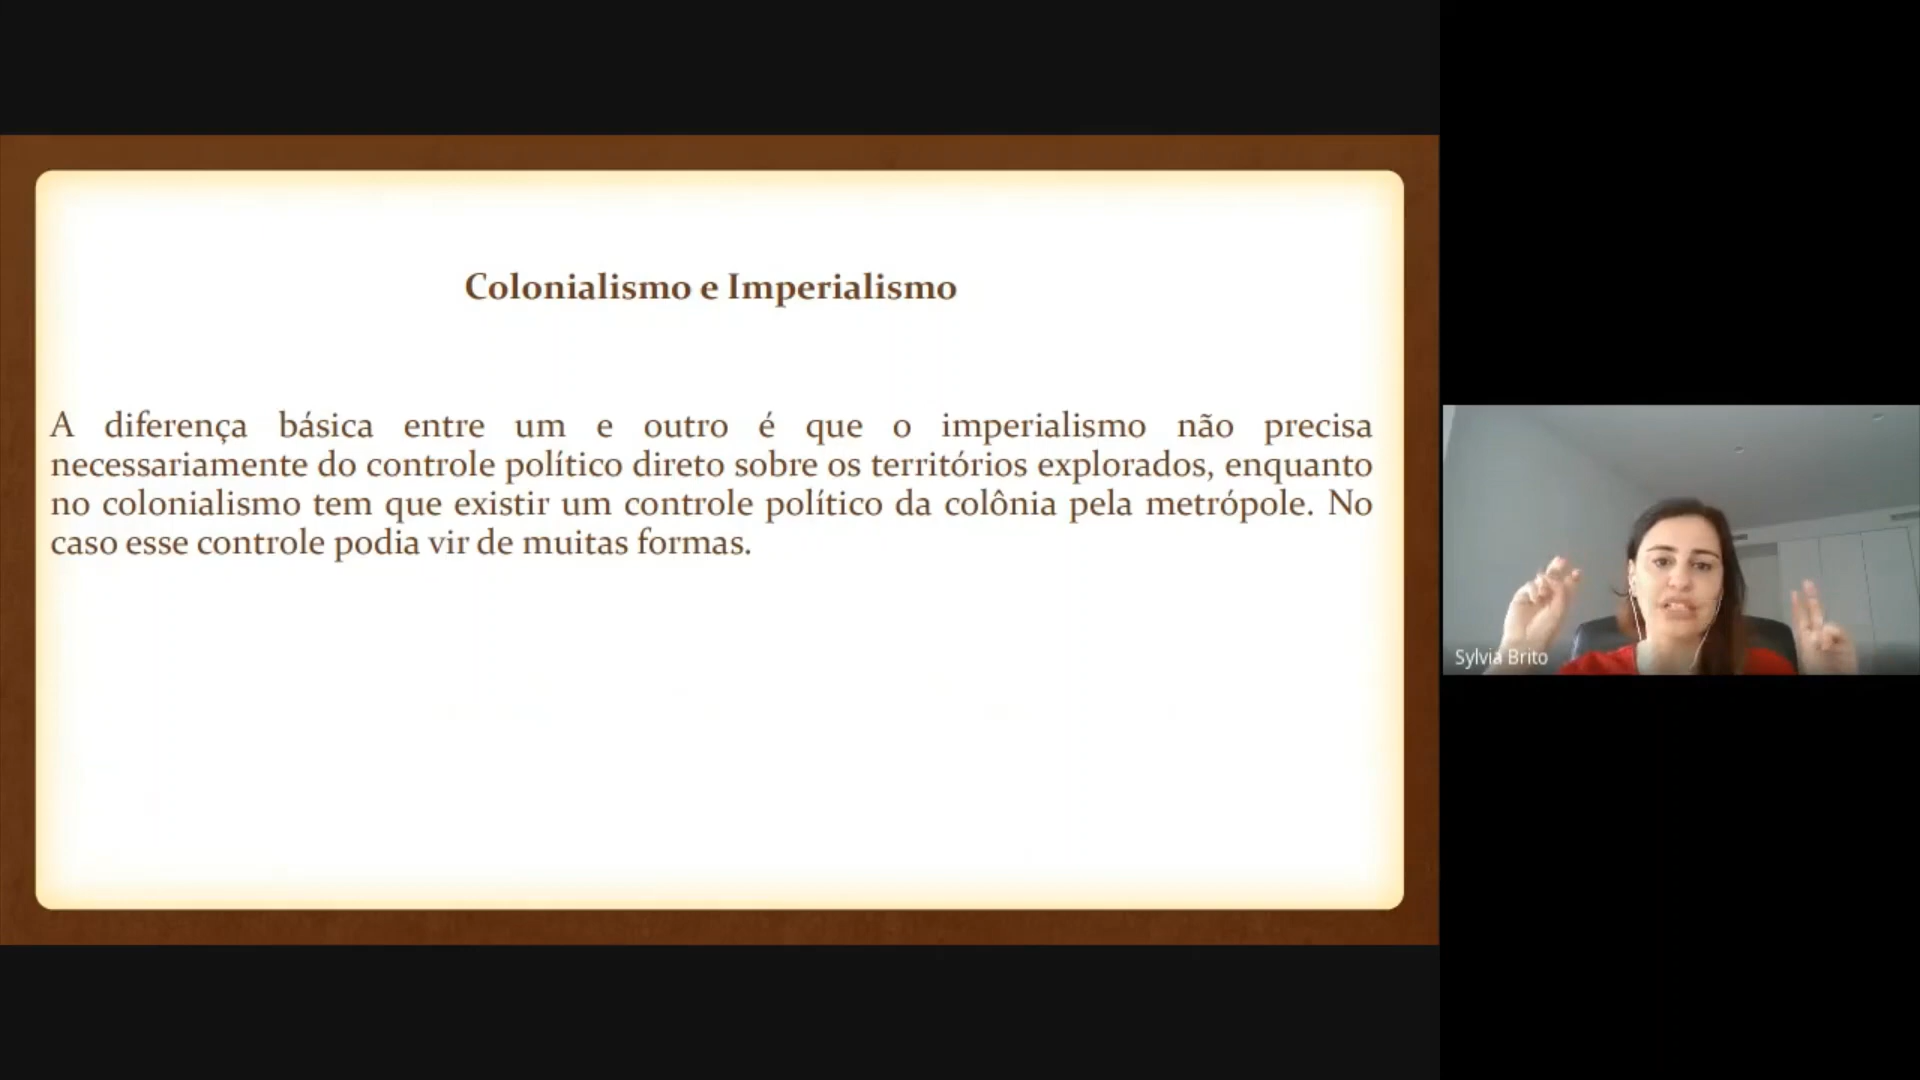 Colonialismo e Imperialismo
A diferença básica entre um e outro é que o imperialismo não precisa
necessariamente do controle político direto sobre os territórios explorados, enquanto
no colonialismo tem que existir um controle político da colônia pela metrópole. No
caso esse controle podia vir de muitas formas.
Sylvia Brito